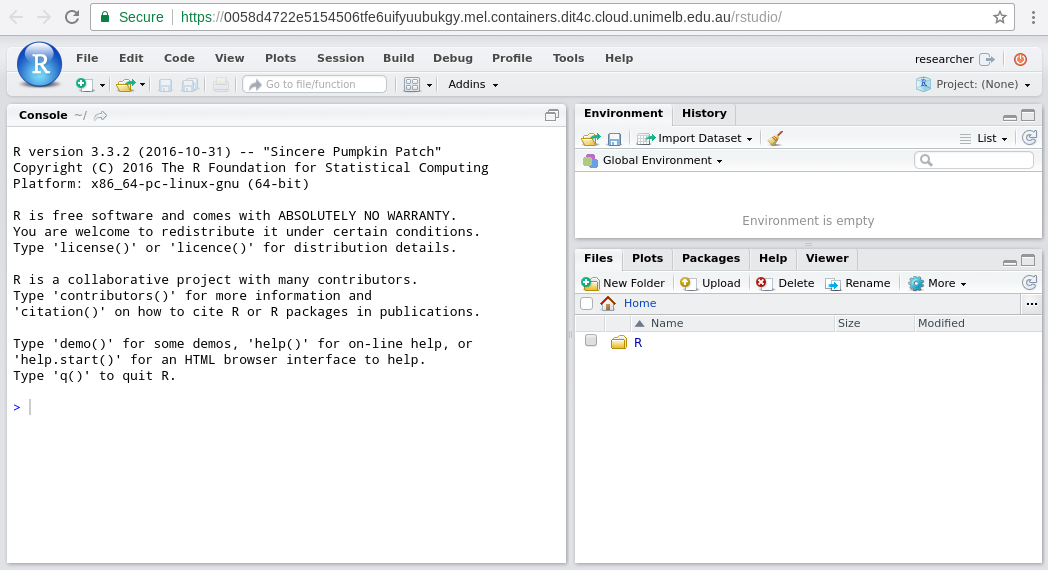 Secure https://0058d4722e5154506tfe6uifyuubukgy.mel.containers.dit4c.cloud.unimelb.edu.au/rstudio/
R File Edit Code View Plots Session Build Debug Profile Tools Help researcher
Go to file/function Addins R Project: (None)
Console ~/
R version 3.3.2 (2016-10-31) -- "Sincere Pumpkin Patch"
Copyright (C) 2016 The R Foundation for Statistical Computing
Platform: x86_64-pc-linux-gnu (64-bit)
R is free software and comes with ABSOLUTELY NO WARRANTY.
You are welcome to redistribute it under certain conditions.
Type 'license()' or 'licence()' for distribution details.
R is a collaborative project with many contributors.
Type 'contributors()' for more information and
'citation()' on how to cite R or R packages in publications.
Type 'demo()' for some demos, 'help()' for on-line help, or
'help.start()' for an HTML browser interface to help.
Type 'q()' to quit R.
>
Environment History
Import Dataset List
Global Environment
Environment is empty
Files Plots Packages Help Viewer
New Folder Upload Delete Rename More
Home ...
Name Size Modified
R